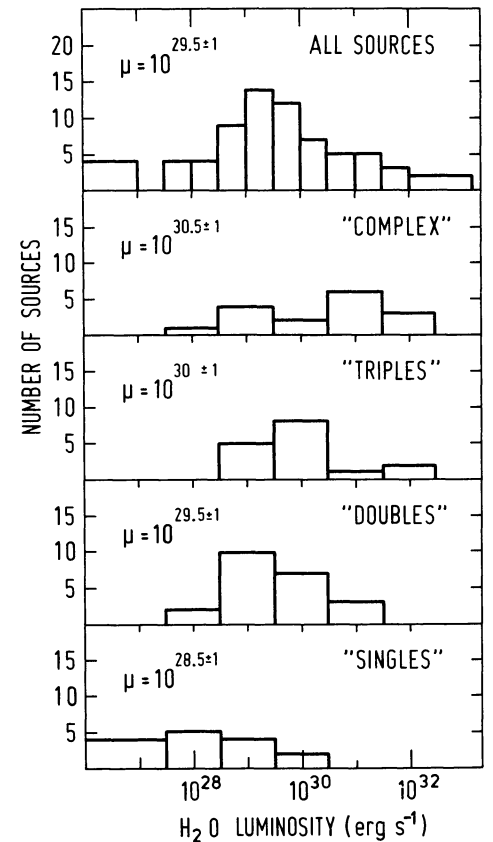 20
15
10
5
μ = 10^29.5±1
ALL SOURCES
15
10
5
μ = 10^30.5±1
"COMPLEX"
15
10
5
μ = 10^30 ±1
"TRIPLES"
15
10
5
μ = 10^29.5±1
"DOUBLES"
15
10
5
μ = 10^28.5±1
"SINGLES"
NUMBER OF SOURCES
10^28 10^30 10^32
H₂O LUMINOSITY (erg s⁻¹)